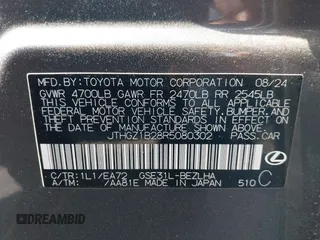 MFD. BY: TOYOTA MOTOR CORPORATION 08/24
GVWR 4700LB GAWR FR 2470LB RR 2545LB
THIS VEHICLE CONFORMS TO ALL APPLICABLE
FEDERAL MOTOR VEHICLE SAFETY, BUMPER, AND
THEFT PREVENTION STANDARDS IN EFFECT ON
THE DATE OF MANUFACTURE SHOWN ABOVE.
JTHGZ1B28R5080302 PASS.CAR
C/TR:1L1/EA72 GSE31L-BEZLHA
A/TM: /AA81E MADE IN JAPAN 510 C
DREAMBID